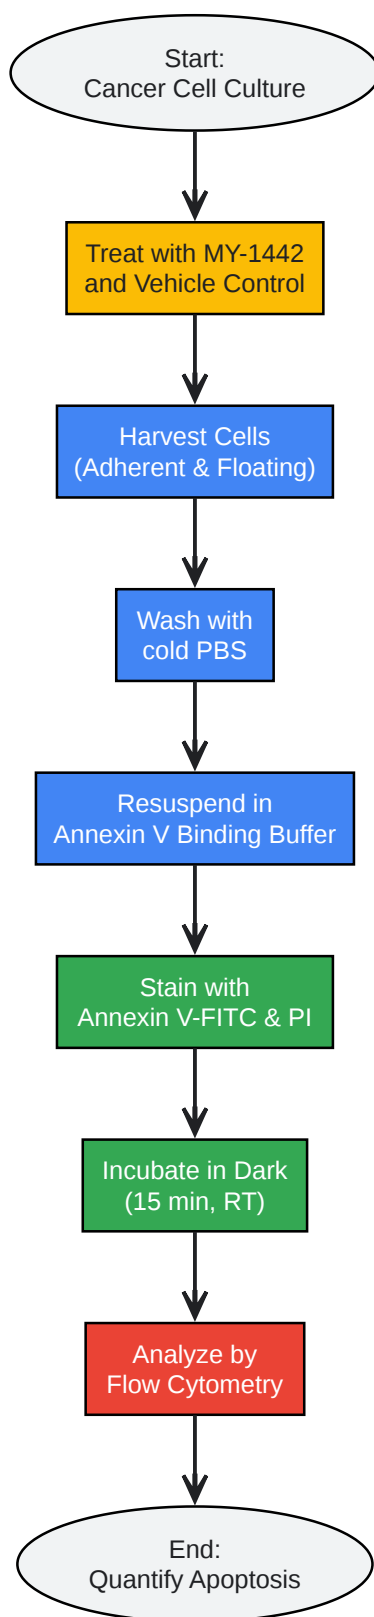 Start:
Cancer Cell Culture
Treat with MY-1442
and Vehicle Control
Harvest Cells
(Adherent & Floating)
Wash with
cold PBS
Resuspend in
Annexin V Binding Buffer
Stain with
Annexin V-FITC & PI
Incubate in Dark
(15 min, RT)
Analyze by
Flow Cytometry
End:
Quantify Apoptosis